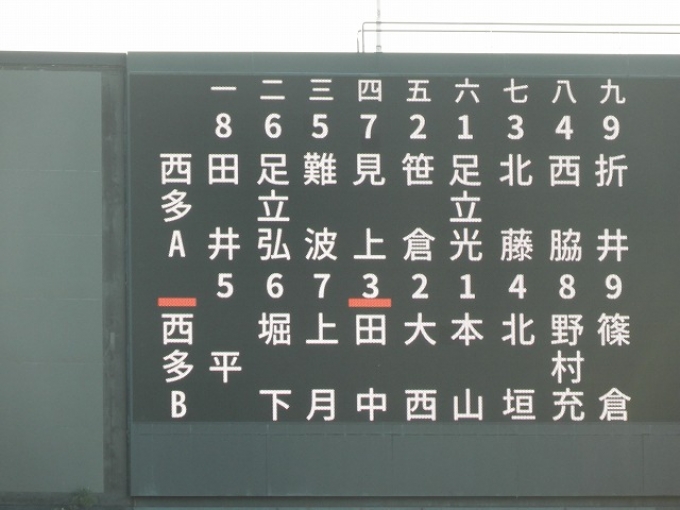 一 二 三 四 五 六 七 八 九
8 6 5 7 2 1 3 4 9
西多A 田井 足立弘 難波 見上 笹倉 足立光 北藤 西脇 折井
5 6 7 3 2 1 4 8 9
西多B 平 堀下 上月 田中 大西 本山 北垣 野村充 篠倉